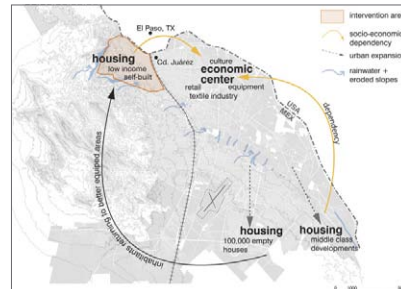 El Paso, TX
housing
low income
self-built
Cd. Juárez
culture
economic
center
retail
equipment
textile industry
USA
MEX
dependency
inhabitants returning to better equipped areas
housing
100,000 empty
houses
housing
middle class
developments
intervention area
socio-economic
dependency
urban expansion
rainwater +
eroded slopes